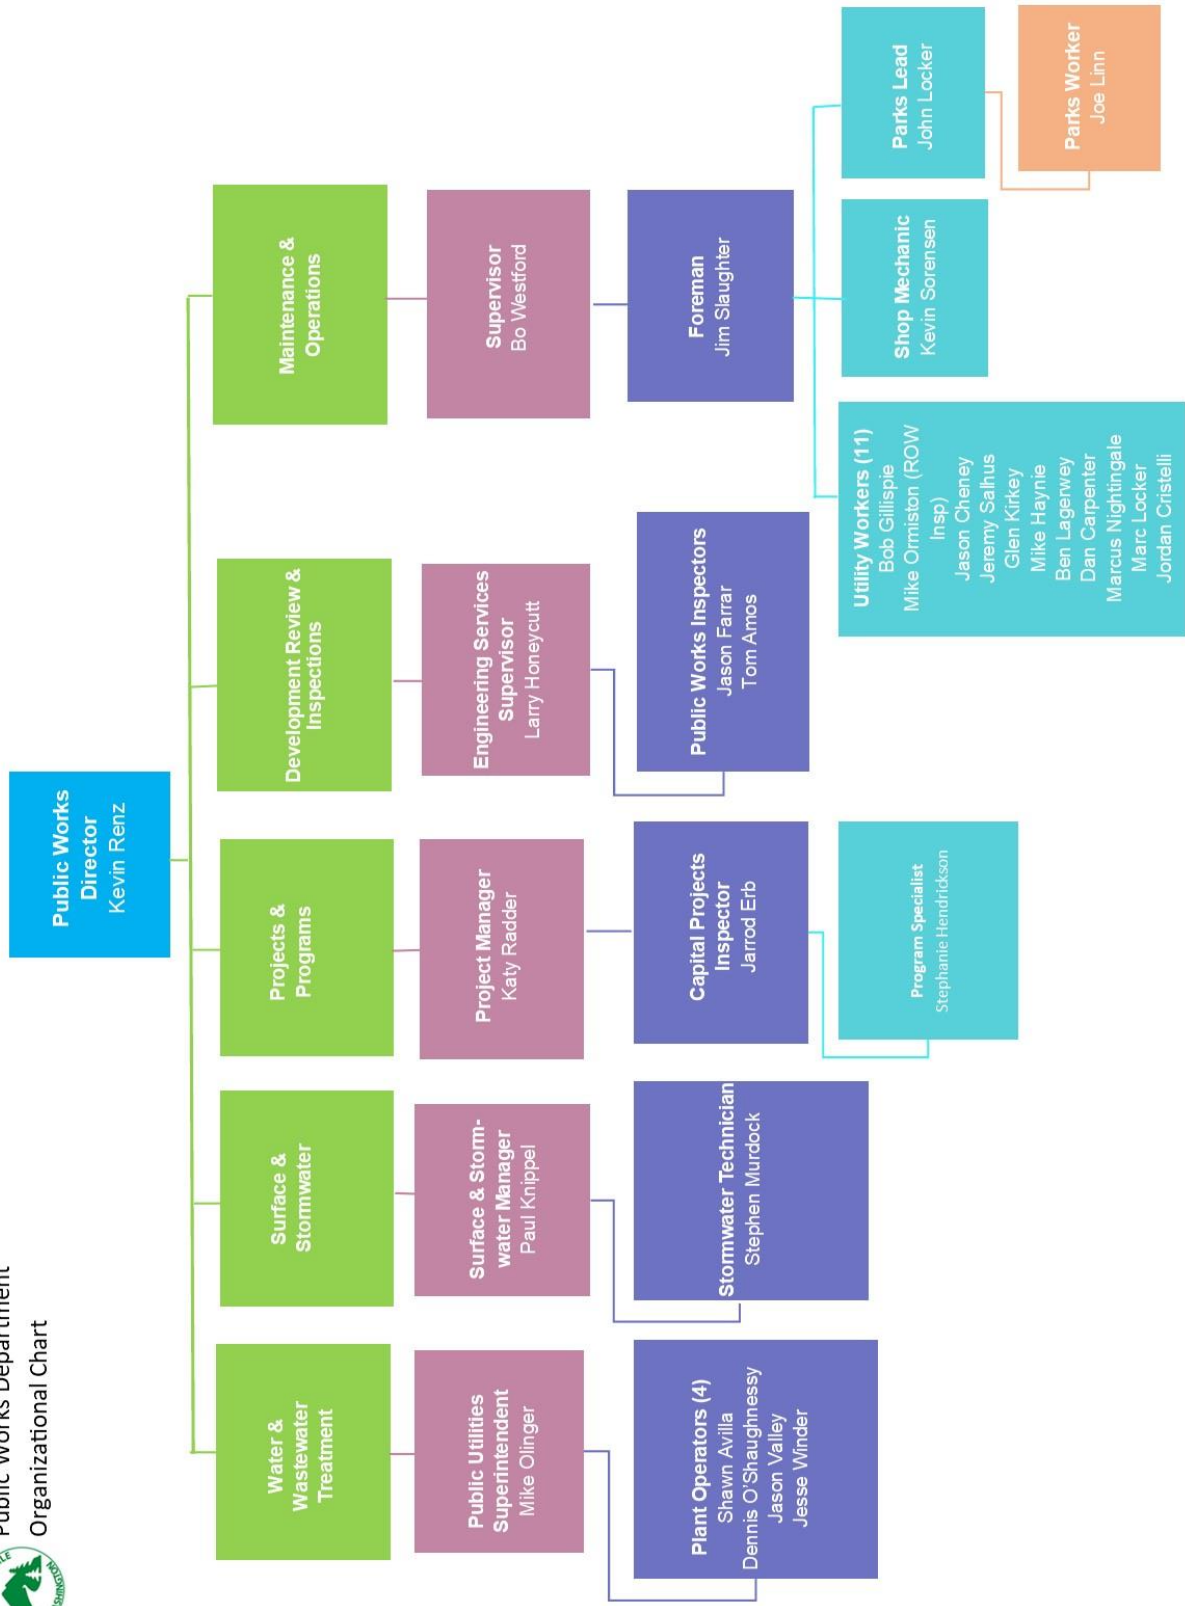 Public Works Department
Organizational Chart
Public Works
Director
Kevin Renz
Water &
Wastewater
Treatment
Public Utilities
Superintendent
Mike Olinger
Plant Operators (4)
Shawn Avilla
Dennis O'Shaughnessy
Jason Valley
Jesse Winder
Surface &
Stormwater
Surface & Storm-
water Manager
Paul Knippel
Stormwater Technician
Stephen Murdock
Projects &
Programs
Project Manager
Katy Radder
Capital Projects
Inspector
Jarrod Erb
Program Specialist
Stephanie Hendrickson
Development Review &
Inspections
Engineering Services
Supervisor
Larry Honeycutt
Public Works Inspectors
Jason Farrar
Tom Amos
Maintenance &
Operations
Supervisor
Bo Westford
Foreman
Jim Slaughter
Utility Workers (11)
Bob Gillispie
Mike Ormiston (ROW
Insp)
Jason Cheney
Jeremy Salhus
Glen Kirkey
Mike Haynie
Ben Lagerwey
Dan Carpenter
Marcus Nightingale
Marc Locker
Jordan Cristelli
Shop Mechanic
Kevin Sorensen
Parks Lead
John Locker
Parks Worker
Joe Linn